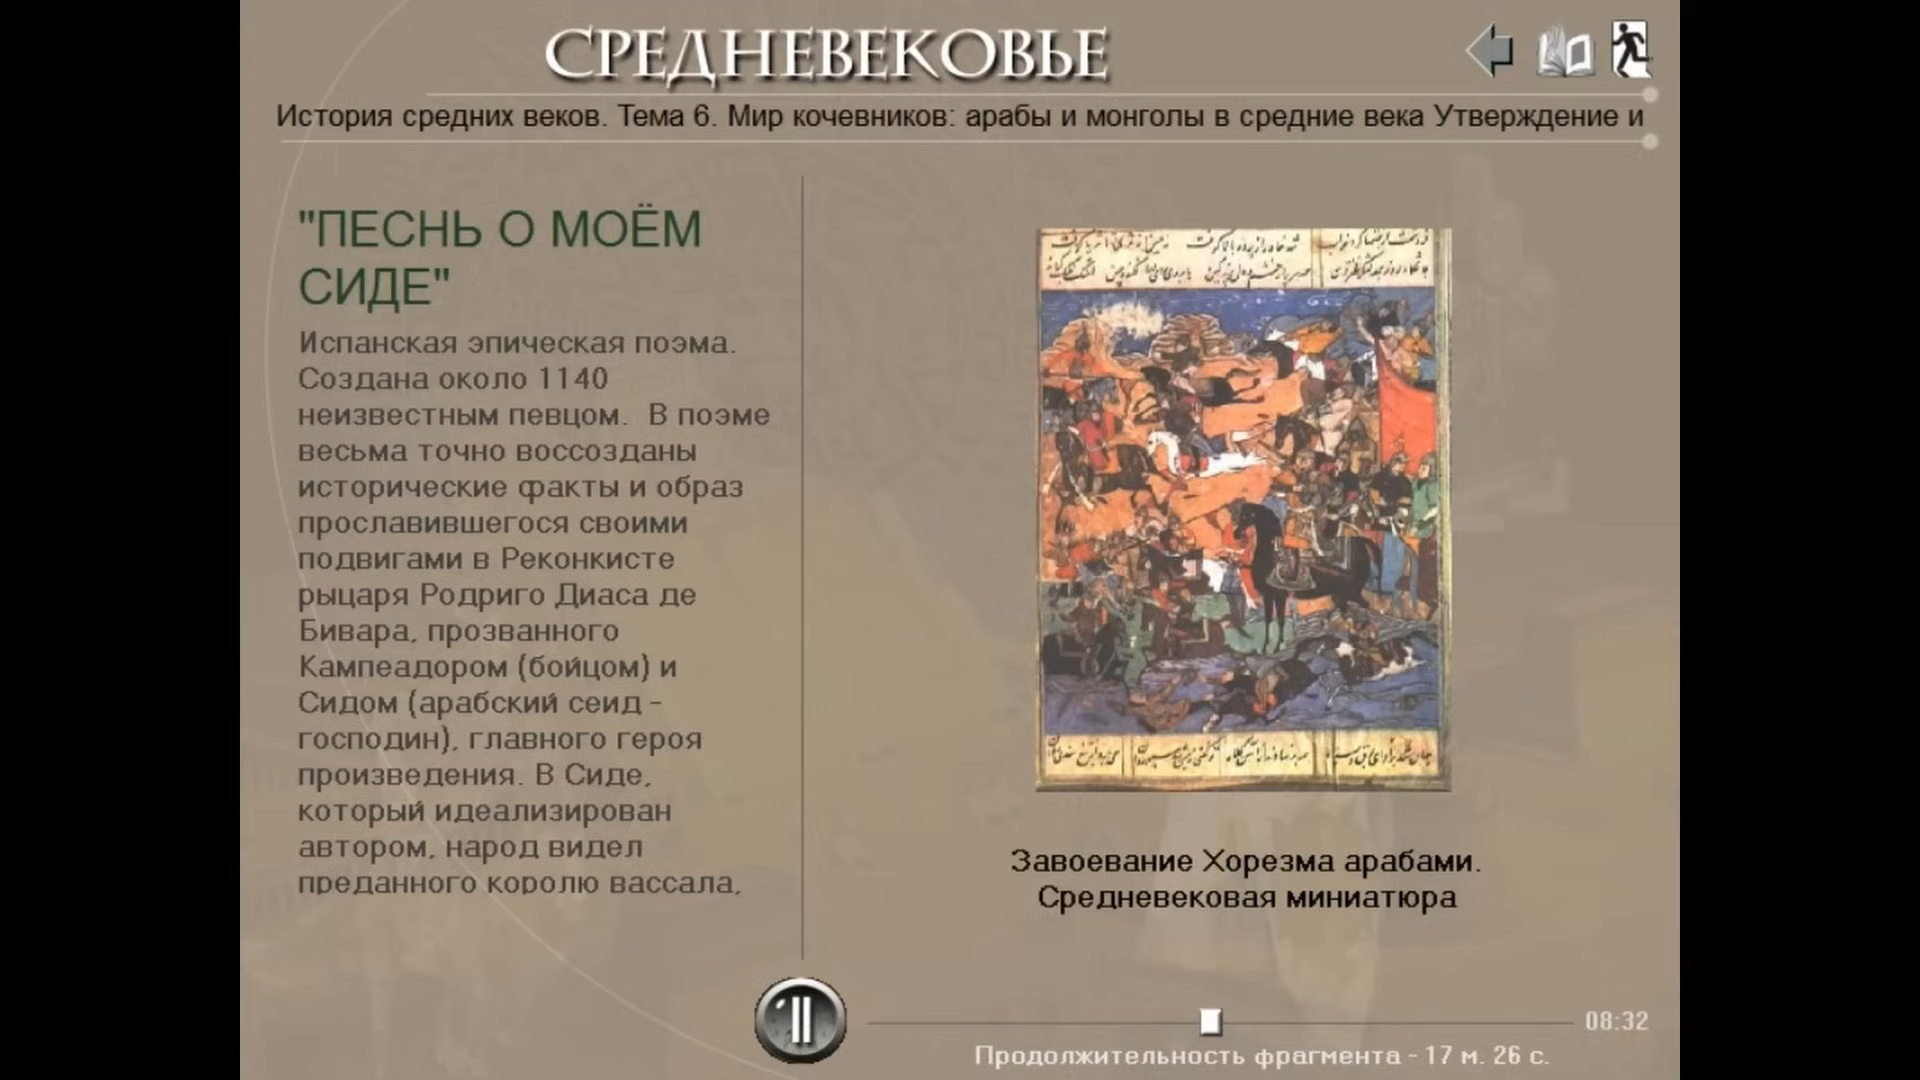 СРЕДНЕВЕКОВЬЕ
История средних веков. Тема 6. Мир кочевников: арабы и монголы в средние века Утверждение и
"ПЕСНЬ О МОЁМ
СИДЕ"
Испанская эпическая поэма.
Создана около 1140
неизвестным певцом. В поэме
весьма точно воссозданы
исторические факты и образ
прославившегося своими
подвигами в Реконкисте
рыцаря Родриго Диаса де
Бивара, прозванного
Кампеадором (бойцом) и
Сидом (арабский сеид -
господин), главного героя
произведения. В Сиде,
который идеализирован
автором, народ видел
преданного королю вассала,
Завоевание Хорезма арабами.
Средневековая миниатюра
08:32
Продолжительность фрагмента - 17 м. 26 с.